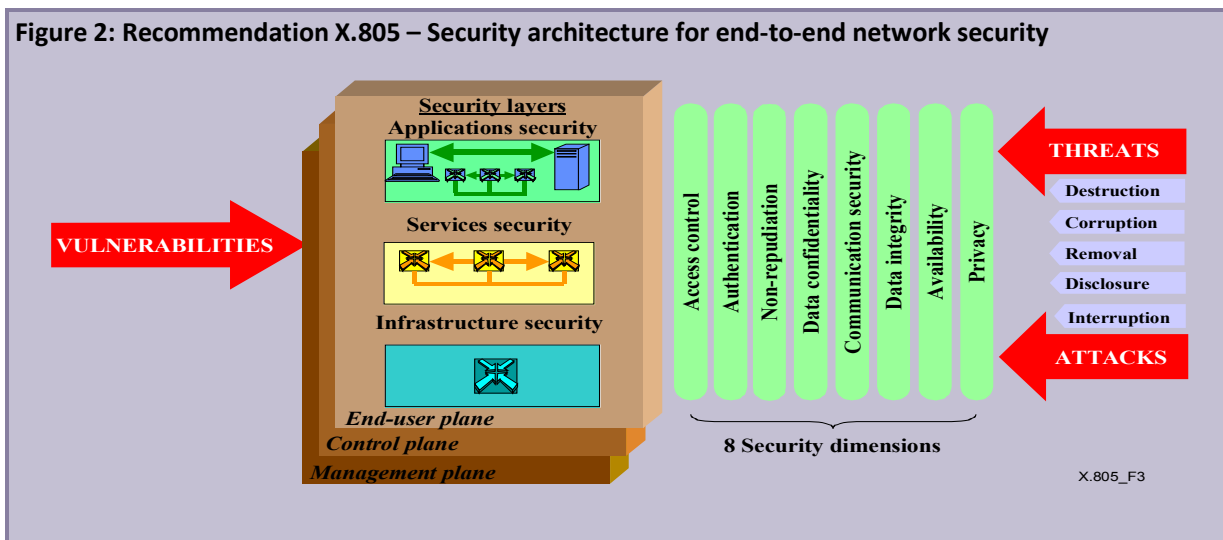 Figure 2: Recommendation X.805 – Security architecture for end-to-end network security
Security layers
Applications security
Services security
Infrastructure security
End-user plane
Control plane
Management plane
VULNERABILITIES
Access control
Authentication
Non-repudiation
Data confidentiality
Communication security
Data integrity
Availability
Privacy
8 Security dimensions
THREATS
Destruction
Corruption
Removal
Disclosure
Interruption
ATTACKS
X.805_F3